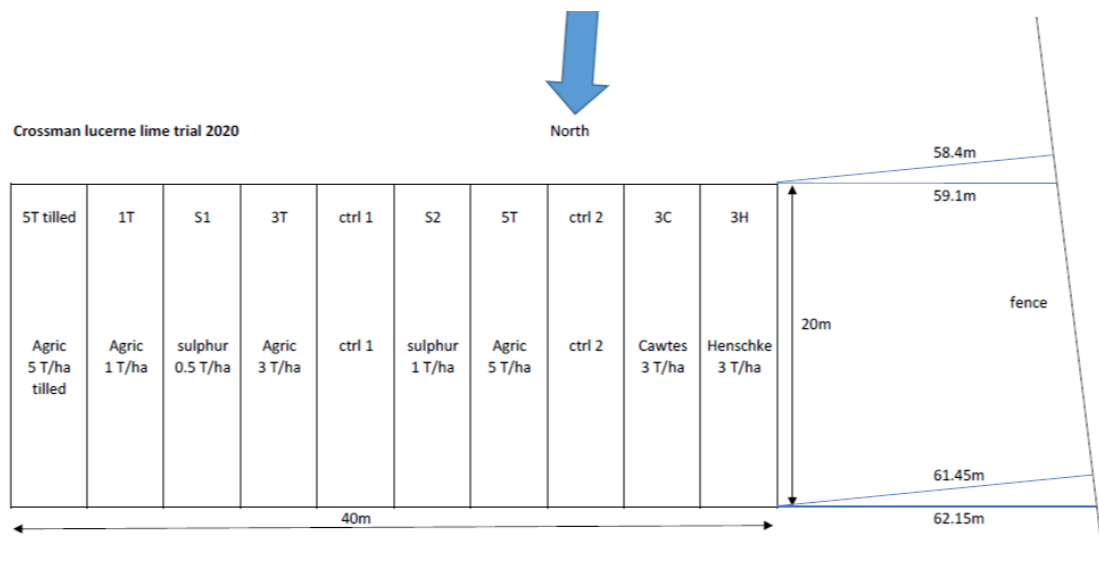 Crossman lucerne lime trial 2020
North
58.4m
59.1m
5T tilled
1T
S1
3T
ctrl 1
S2
5T
ctrl 2
3C
3H
fence
20m
Agric
5 T/ha
tilled
Agric
1 T/ha
sulphur
0.5 T/ha
Agric
3 T/ha
ctrl 1
sulphur
1 T/ha
Agric
5 T/ha
ctrl 2
Cawtes
3 T/ha
Henschke
3 T/ha
61.45m
62.15m
40m